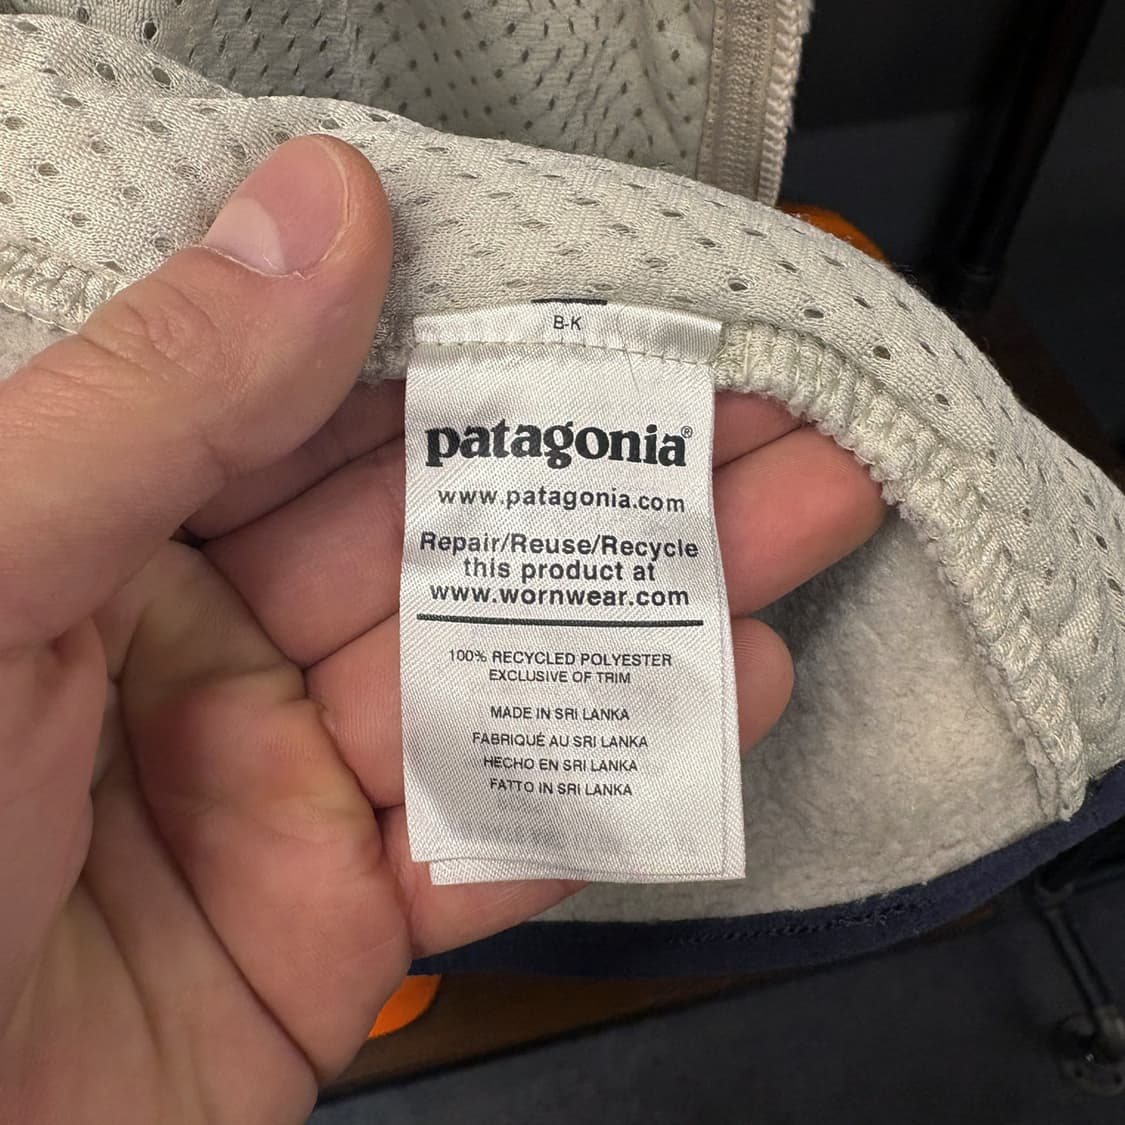 B-K
patagonia®
www.patagonia.com
Repair/Reuse/Recycle
this product at
www.wornwear.com
100% RECYCLED POLYESTER
EXCLUSIVE OF TRIM
MADE IN SRI LANKA
FABRIQUÉ AU SRI LANKA
HECHO EN SRI LANKA
FATTO IN SRI LANKA